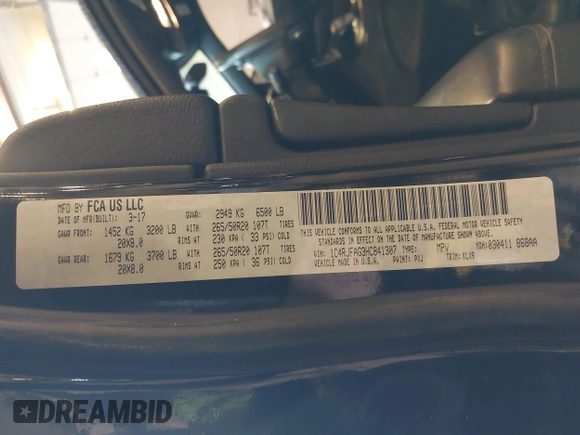 MFD BY FCA US LLC
DATE OF MFR(BUILT): 3-17 GVWR: 2949 KG 6500 LB
GAWR FRONT: 1452 KG 3200 LB WITH 265/50R20 107T TIRES
20X8.0 RIMS AT 230 KPA ( 33 PSI) COLD
GAWR REAR: 1679 KG 3700 LB WITH 265/50R20 107T TIRES
20X8.0 RIMS AT 250 KPA ( 36 PSI) COLD
THIS VEHICLE CONFORMS TO ALL APPLICABLE U.S.A. FEDERAL MOTOR VEHICLE SAFETY
STANDARDS IN EFFECT ON THE DATE OF MANUFACTURE SHOWN ABOVE.
VIN: 1C4RJFAG9HC841307 TYPE: MPV MDH:030411 868AA
VEHICLE MADE IN U.S.A. PAINT: TRIM:
DREAMBID